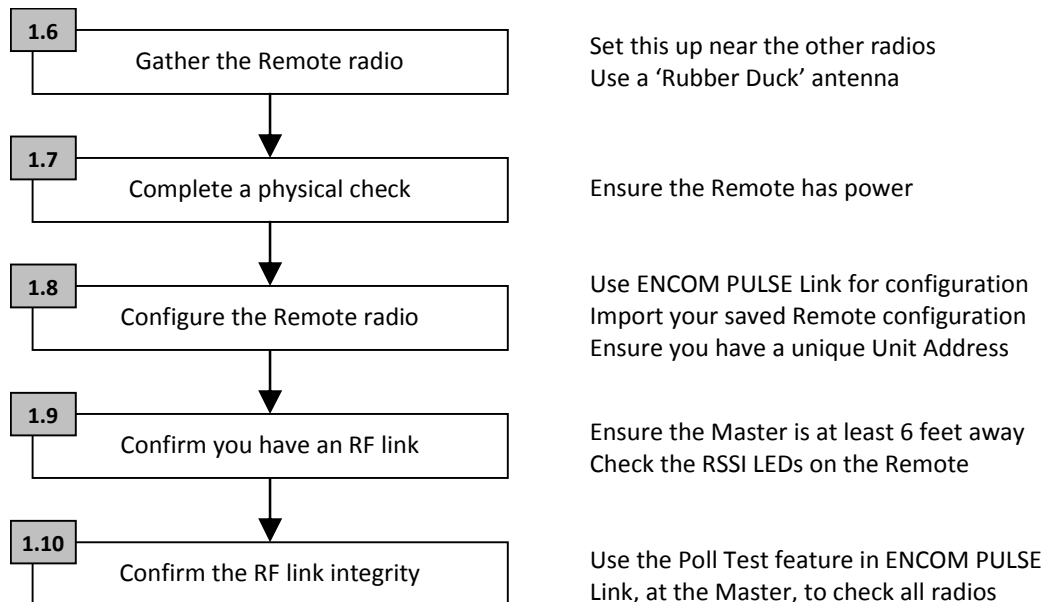 1.6
Gather the Remote radio
Set this up near the other radios
Use a ‘Rubber Duck’ antenna
1.7
Complete a physical check
Ensure the Remote has power
1.8
Configure the Remote radio
Use ENCOM PULSE Link for configuration
Import your saved Remote configuration
Ensure you have a unique Unit Address
1.9
Confirm you have an RF link
Ensure the Master is at least 6 feet away
Check the RSSI LEDs on the Remote
1.10
Confirm the RF link integrity
Use the Poll Test feature in ENCOM PULSE
Link, at the Master, to check all radios